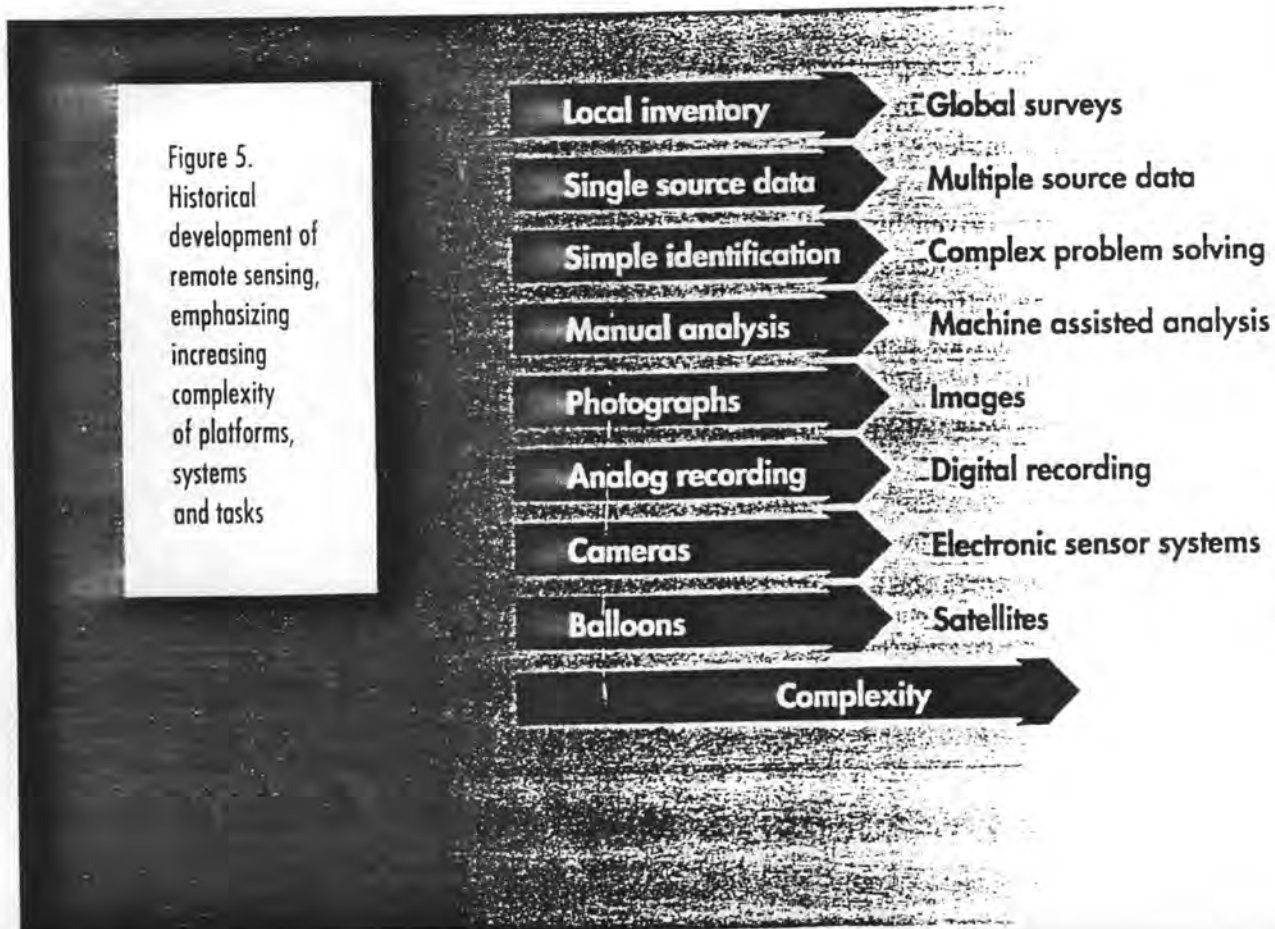 Figure 5.
Historical
development of
remote sensing,
emphasizing
increasing
complexity
of platforms,
systems
and tasks
Local inventory Global surveys
Single source data Multiple source data
Simple identification Complex problem solving
Manual analysis Machine assisted analysis
Photographs Images
Analog recording Digital recording
Cameras Electronic sensor systems
Balloons Satellites
Complexity